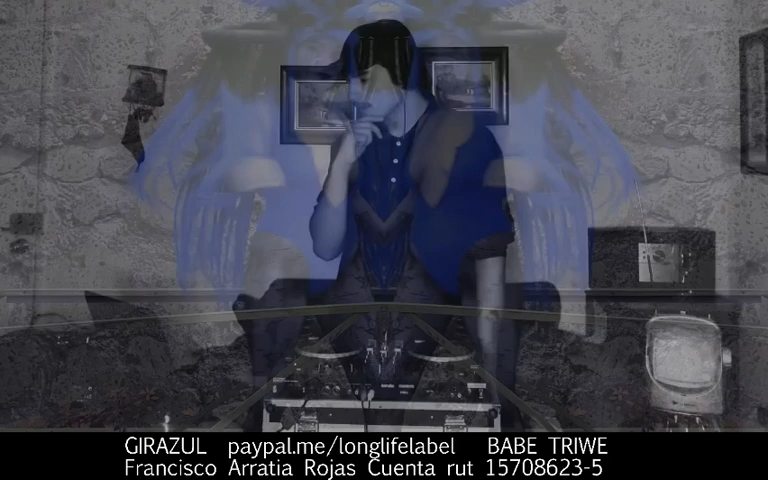 GIRAZUL paypal.me/longlifelabel BABE TRIWE
Francisco Arratia Rojas Cuenta rut 15708623-5